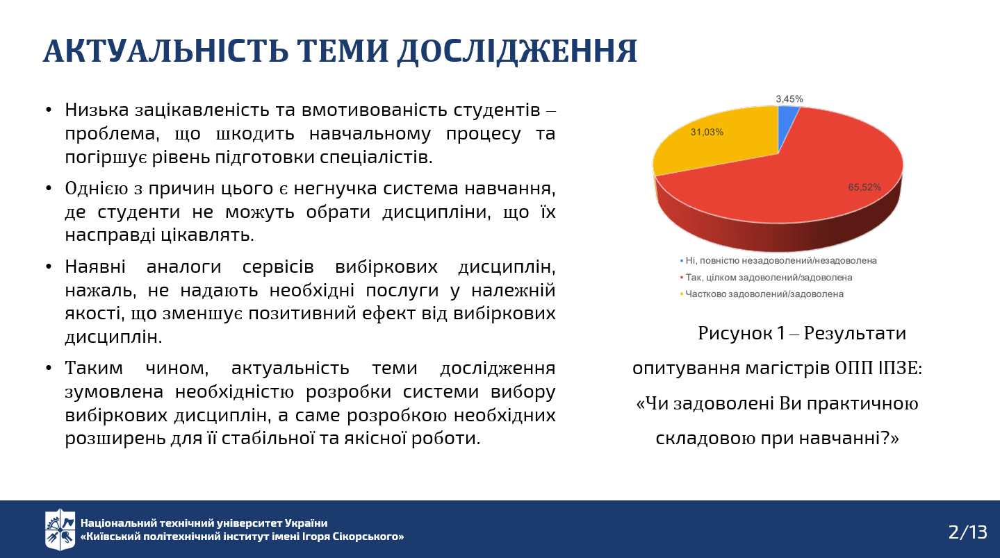 АКТУАЛЬНІСТЬ ТЕМИ ДОСЛІДЖЕННЯ
• Низька зацікавленість та вмотивованість студентів –
проблема, що шкодить навчальному процесу та
погіршує рівень підготовки спеціалістів.
• Однією з причин цього є негнучка система навчання,
де студенти не можуть обрати дисципліни, що їх
насправді цікавлять.
• Наявні аналоги сервісів вибіркових дисциплін,
нажаль, не надають необхідні послуги у належній
якості, що зменшує позитивний ефект від вибіркових
дисциплін.
• Таким чином, актуальність теми дослідження
зумовлена необхідністю розробки системи вибору
вибіркових дисциплін, а саме розробкою необхідних
розширень для її стабільної та якісної роботи.
3,45%
31,03%
65,52%
Ні, повністю незадоволений/незадоволена
Так, цілком задоволений/задоволена
Частково задоволений/задоволена
Рисунок 1 – Результати
опитування магістрів ОПП ІПЗЕ:
«Чи задоволені Ви практичною
складовою при навчанні?»
Національний технічний університет України
«Київський політехнічний інститут імені Ігоря Сікорського»
2/13